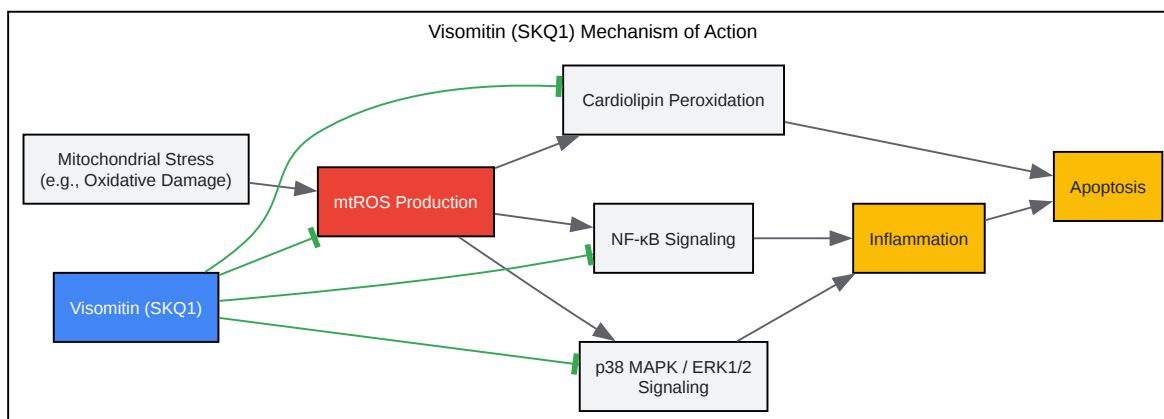 Visomitin (SKQ1) Mechanism of Action
Cardiolipin Peroxidation
Mitochondrial Stress
(e.g., Oxidative Damage)
mtROS Production
Apoptosis
NF-κB Signaling
Inflammation
Visomitin (SKQ1)
p38 MAPK / ERK1/2
Signaling